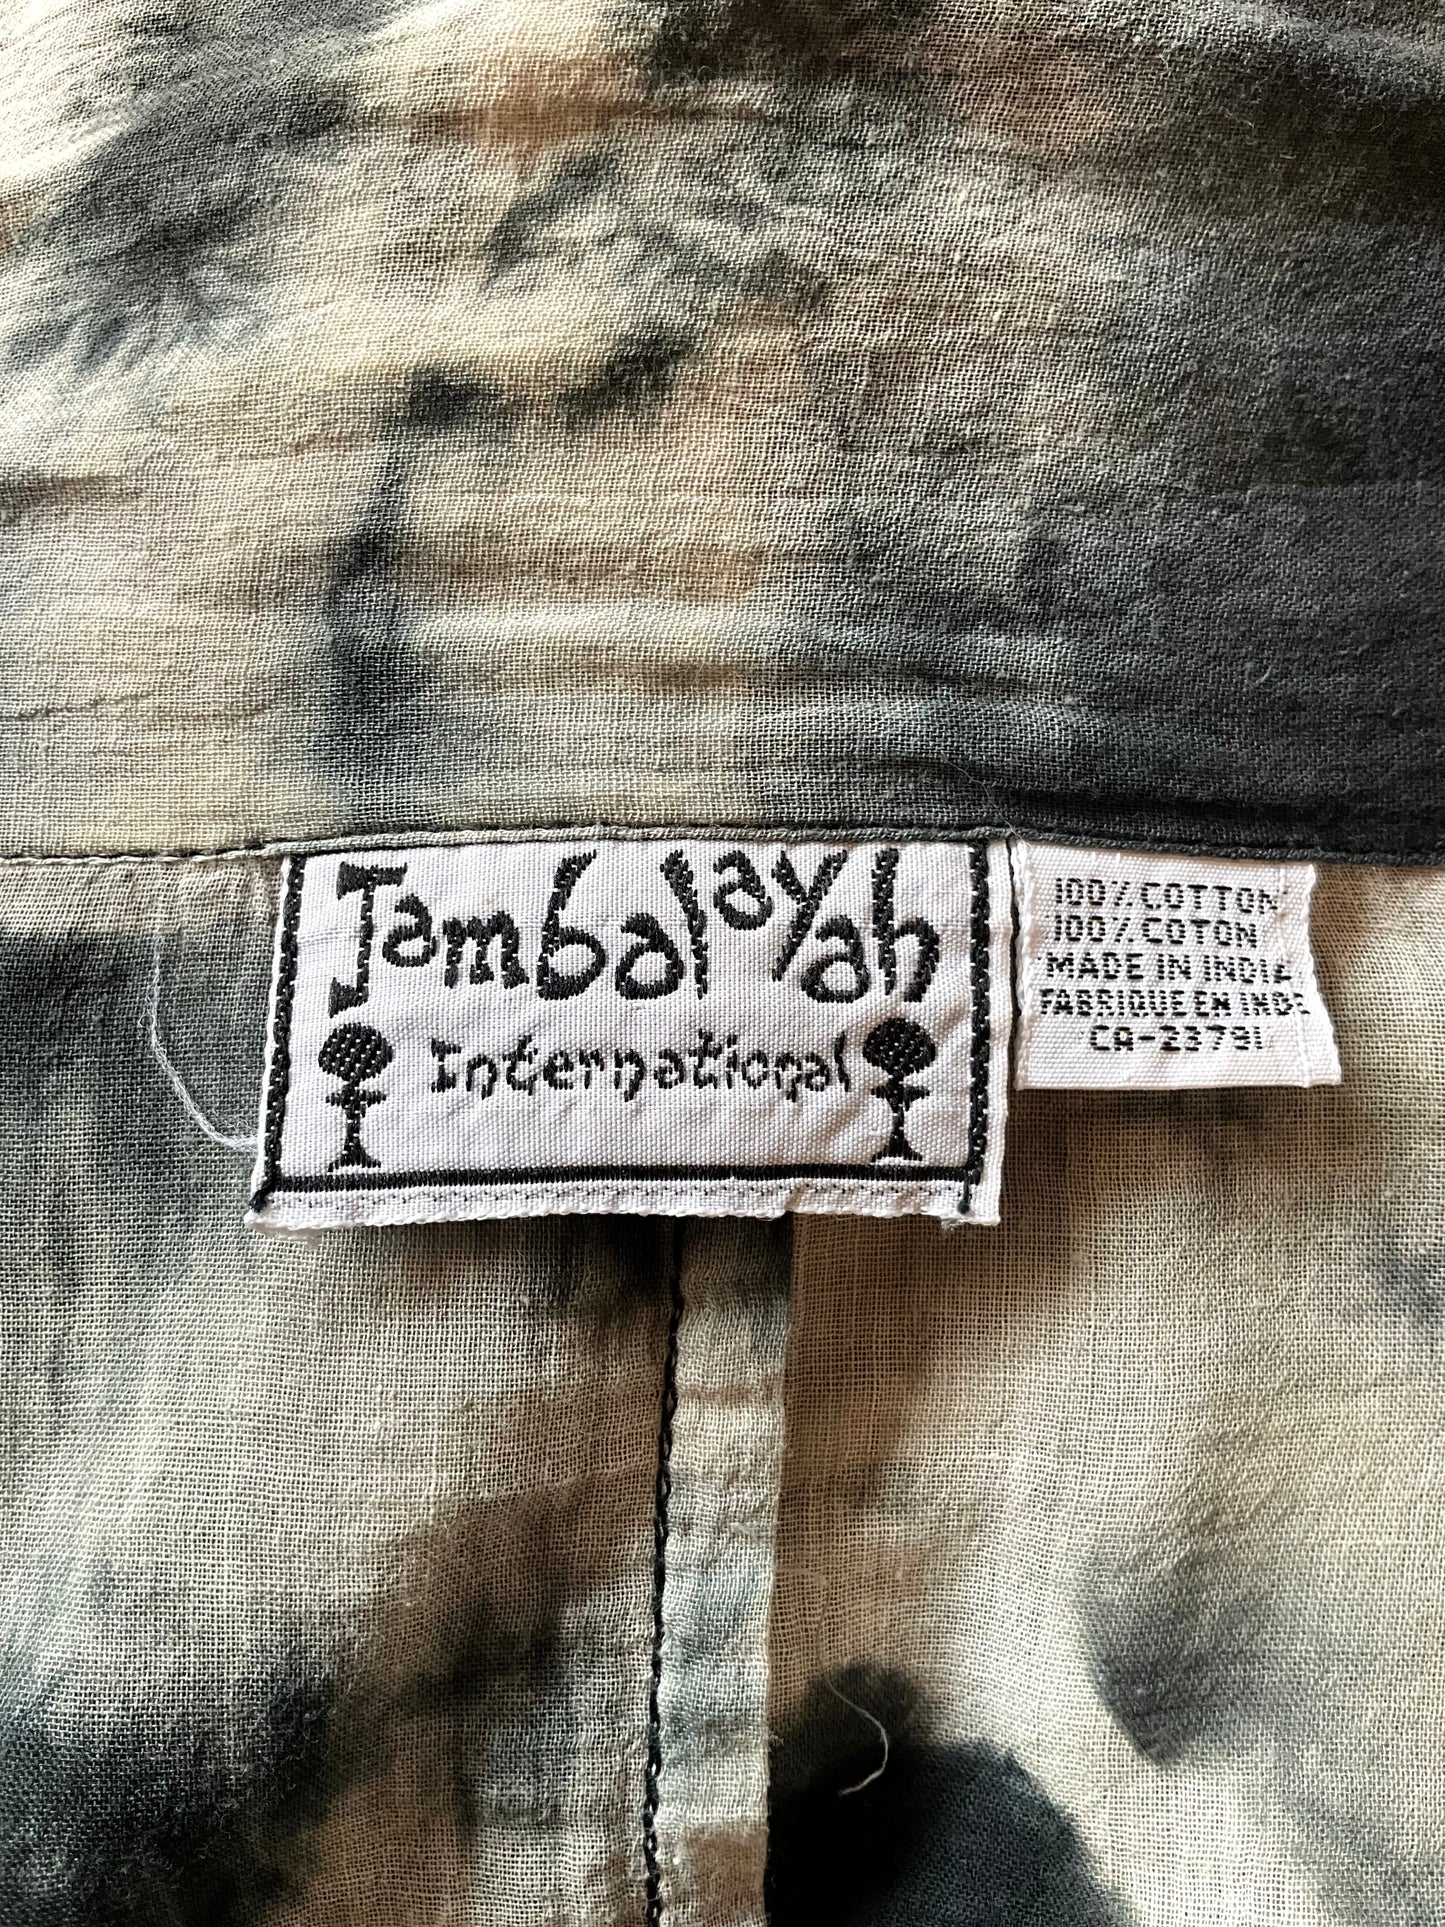 Jambalayah
International
100% COTTON
100% COTON
MADE IN INDIA
FABRIQUE EN INDE
CA-23791